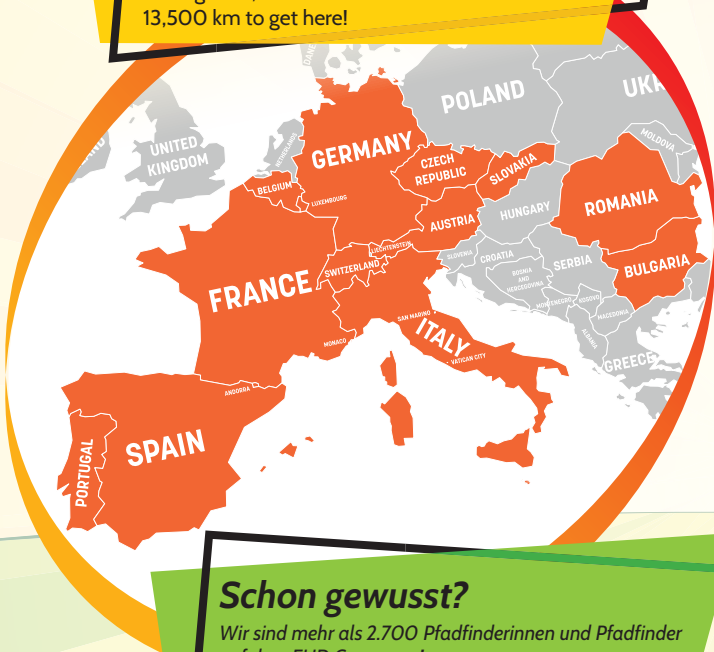 13,500 km to get here!
POLAND
UNITED
KINGDOM
NETHERLANDS
GERMANY
MOLDOVA
CZECH
REPUBLIC
SLOVAKIA
BELGIUM
LUXEMBOURG
ROMANIA
HUNGARY
AUSTRIA
LIECHTENSTEIN
SWITZERLAND
SLOVENIA
CROATIA
SERBIA
BULGARIA
BOSNIA
AND
HERCEGOVINA
FRANCE
MONTENEGRO
KOSOVO
MACEDONIA
SAN MARINO
ITALY
MONACO
VATICAN CITY
ALBANIA
GREECE
ANDORRA
SPAIN
PORTUGAL
Schon gewusst?
Wir sind mehr als 2.700 Pfadfinderinnen und Pfadfinder